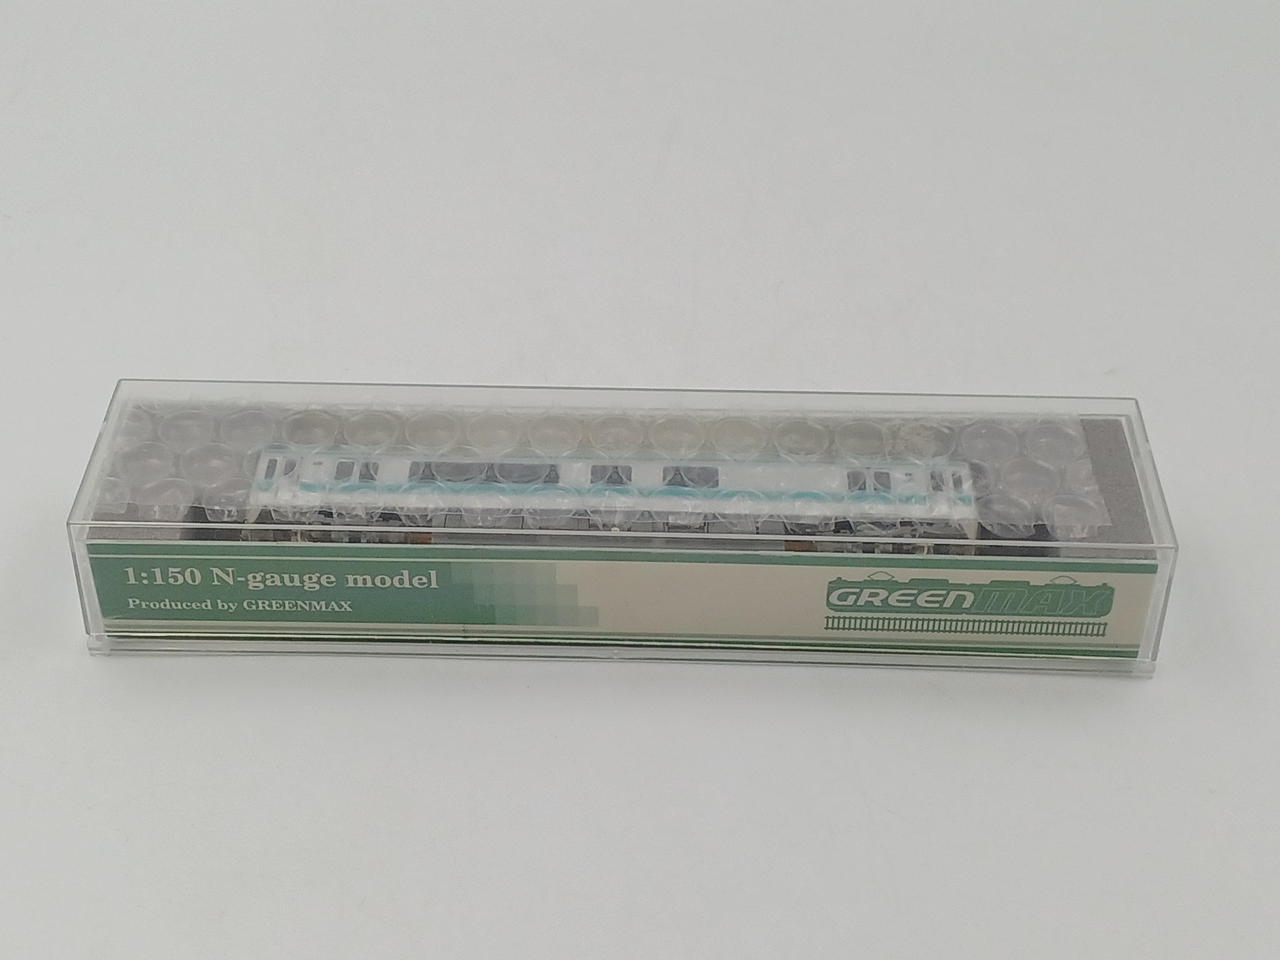 1:150 N-gauge model
Produced by GREENMAX
GREENMAX